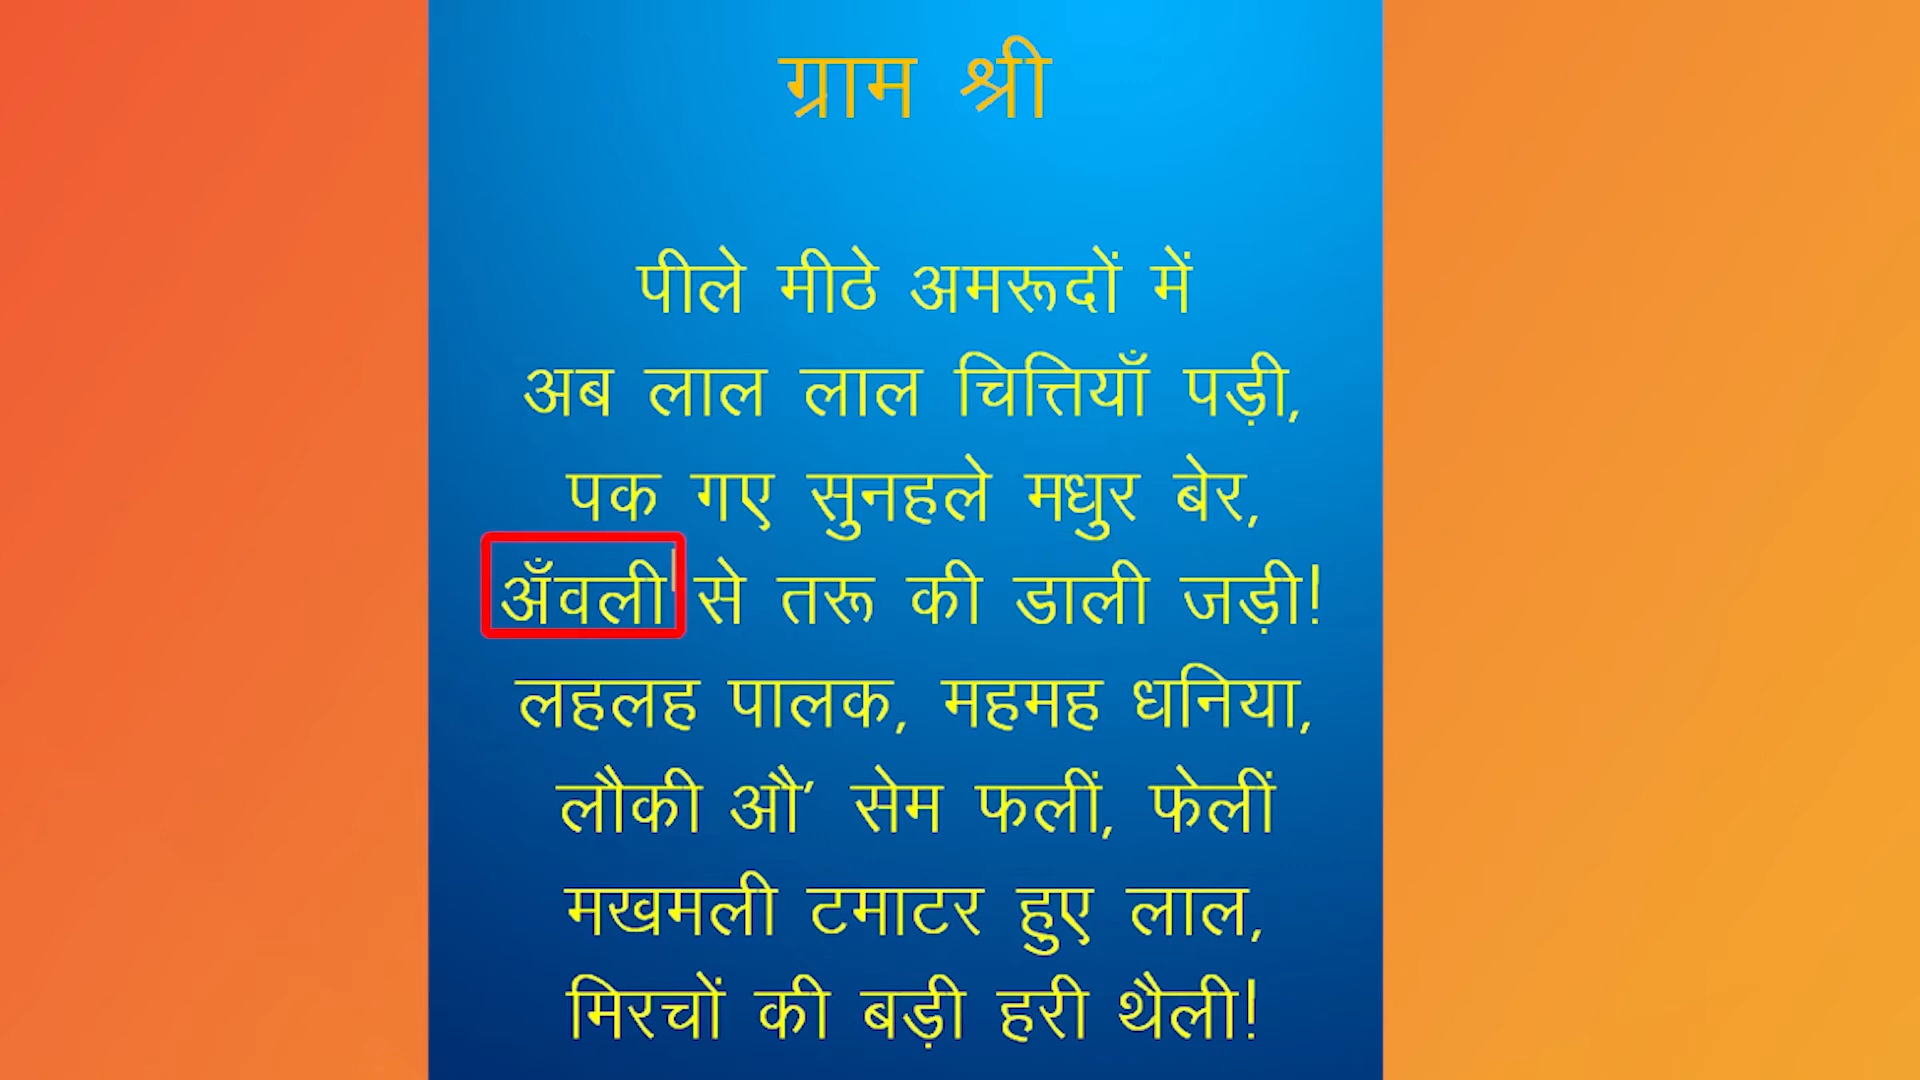 ग्राम श्री
पीले मीठे अमरूदों में
अब लाल लाल चित्तियाँ पड़ी,
पक गए सुनहले मधुर बेर,
अँवली से तरू की डाली जड़ी!
लहलह पालक, महमह धनिया,
लौकी औ’ सेम फलीं, फेलीं
मखमली टमाटर हुए लाल,
मिरचों की बड़ी हरी थैली!